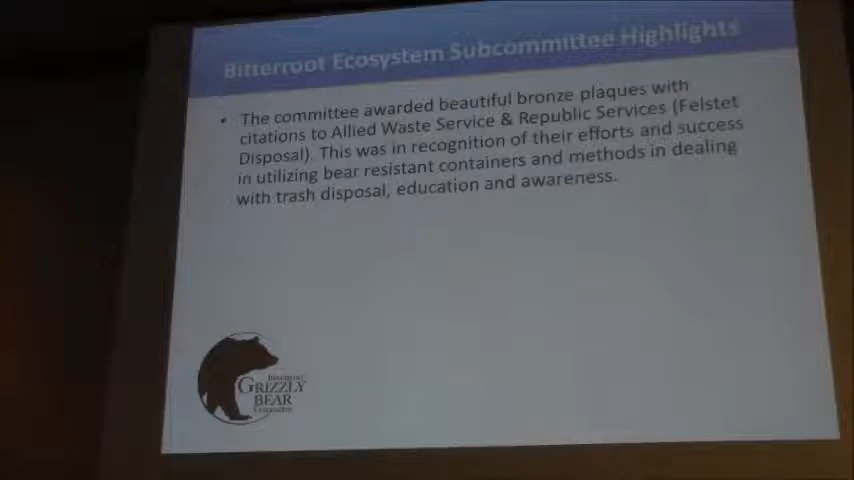 Bitterroot Ecosystem Subcommittee Highlights
• The committee awarded beautiful bronze plaques with
citations to Allied Waste Service & Republic Services (Felstet
Disposal). This was in recognition of their efforts and success
in utilizing bear resistant containers and methods in dealing
with trash disposal, education and awareness.
GRIZZLY
BEAR